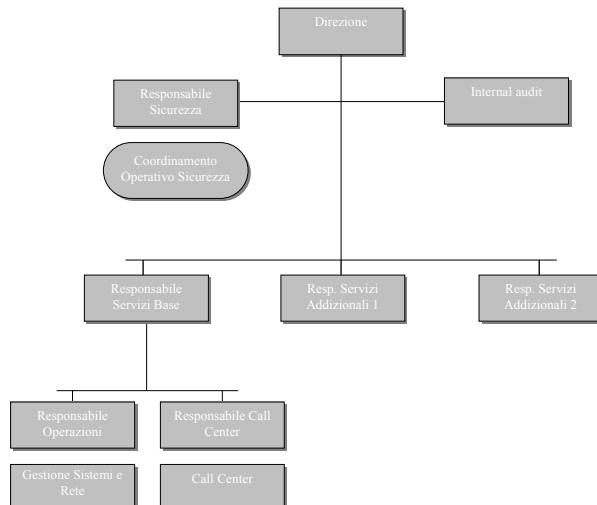 Direzione
Responsabile
Sicurezza
Internal audit
Coordinamento
Operativo Sicurezza
Responsabile
Servizi Base
Resp. Servizi
Addizionali 1
Resp. Servizi
Addizionali 2
Responsabile
Operazioni
Responsabile Call
Center
Gestione Sistemi e
Rete
Call Center